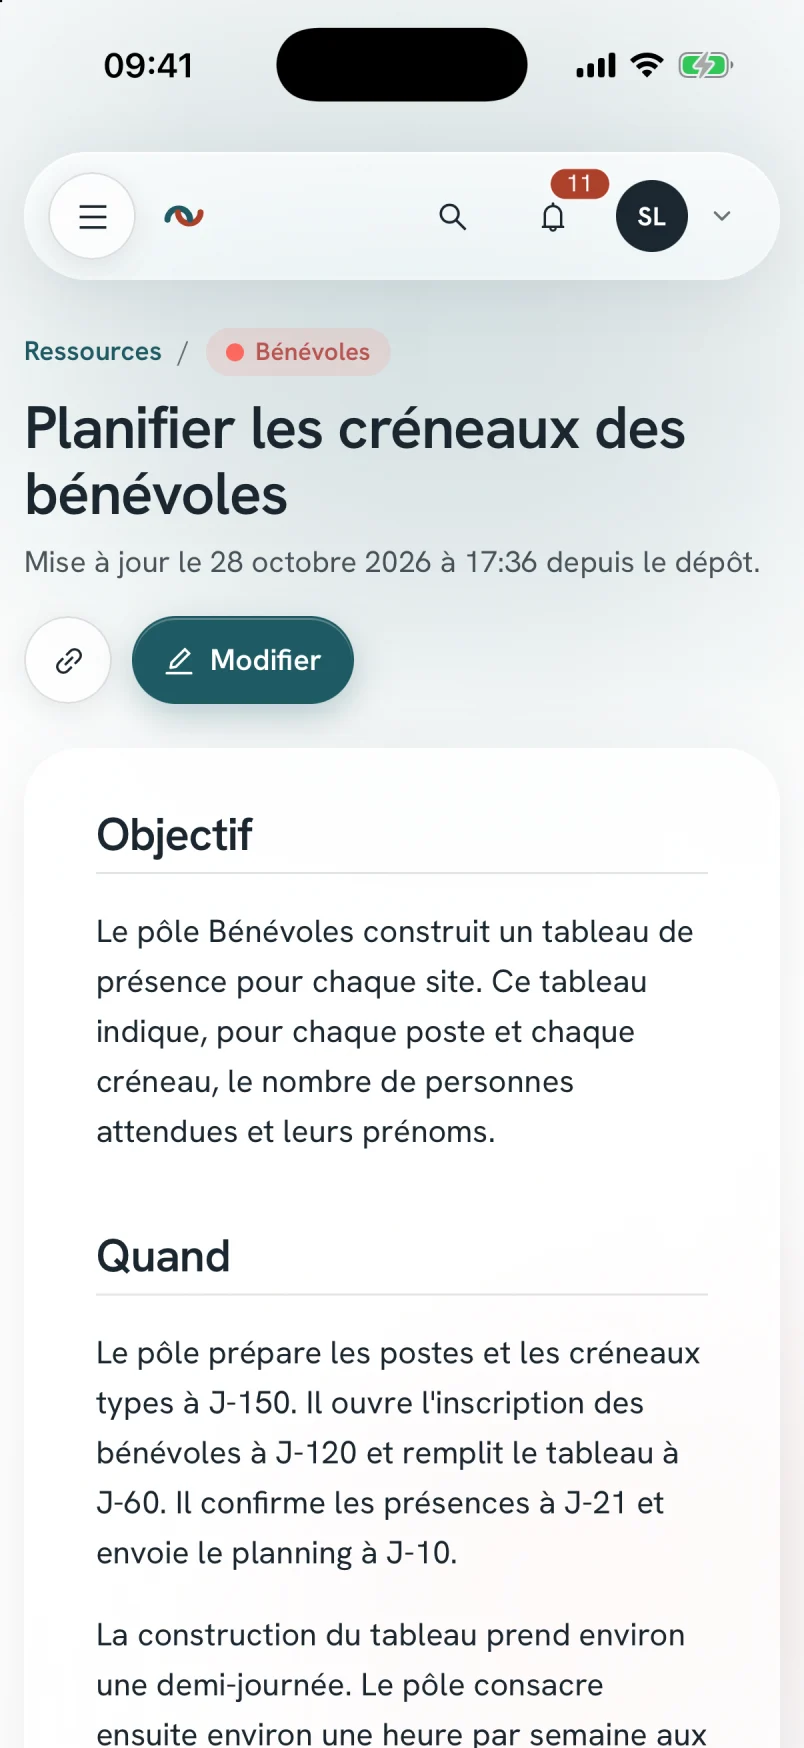 09:41
11
SL
Ressources / Bénévoles
Planifier les créneaux des
bénévoles
Mise à jour le 28 octobre 2026 à 17:36 depuis le dépôt.
Modifier
Objectif
Le pôle Bénévoles construit un tableau de
présence pour chaque site. Ce tableau
indique, pour chaque poste et chaque
créneau, le nombre de personnes
attendues et leurs prénoms.
Quand
Le pôle prépare les postes et les créneaux
types à J-150. Il ouvre l'inscription des
bénévoles à J-120 et remplit le tableau à
J-60. Il confirme les présences à J-21 et
envoie le planning à J-10.
La construction du tableau prend environ
une demi-journée. Le pôle consacre
ensuite environ une heure par semaine aux